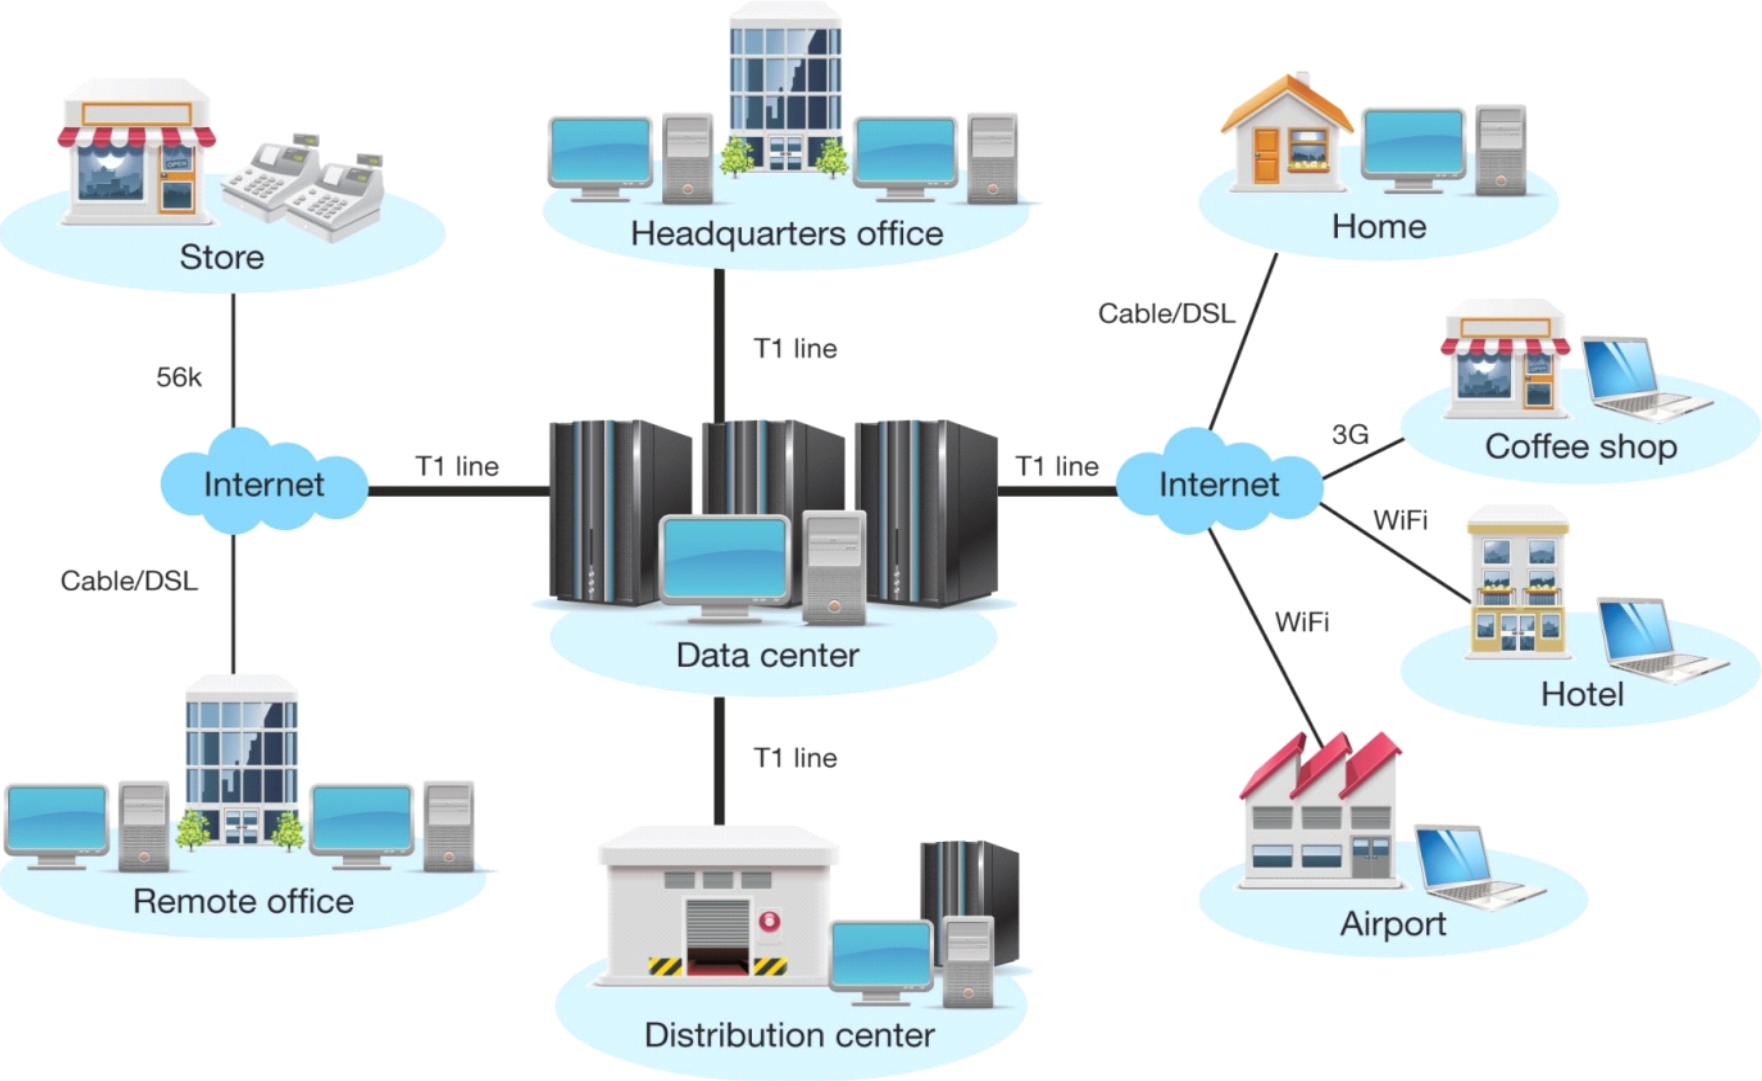 Store
Headquarters office
Home
Cable/DSL
T1 line
56k
3G
Coffee shop
Internet
T1 line
T1 line
Internet
WiFi
Cable/DSL
WiFi
Data center
Hotel
T1 line
Remote office
Airport
Distribution center
OPEN